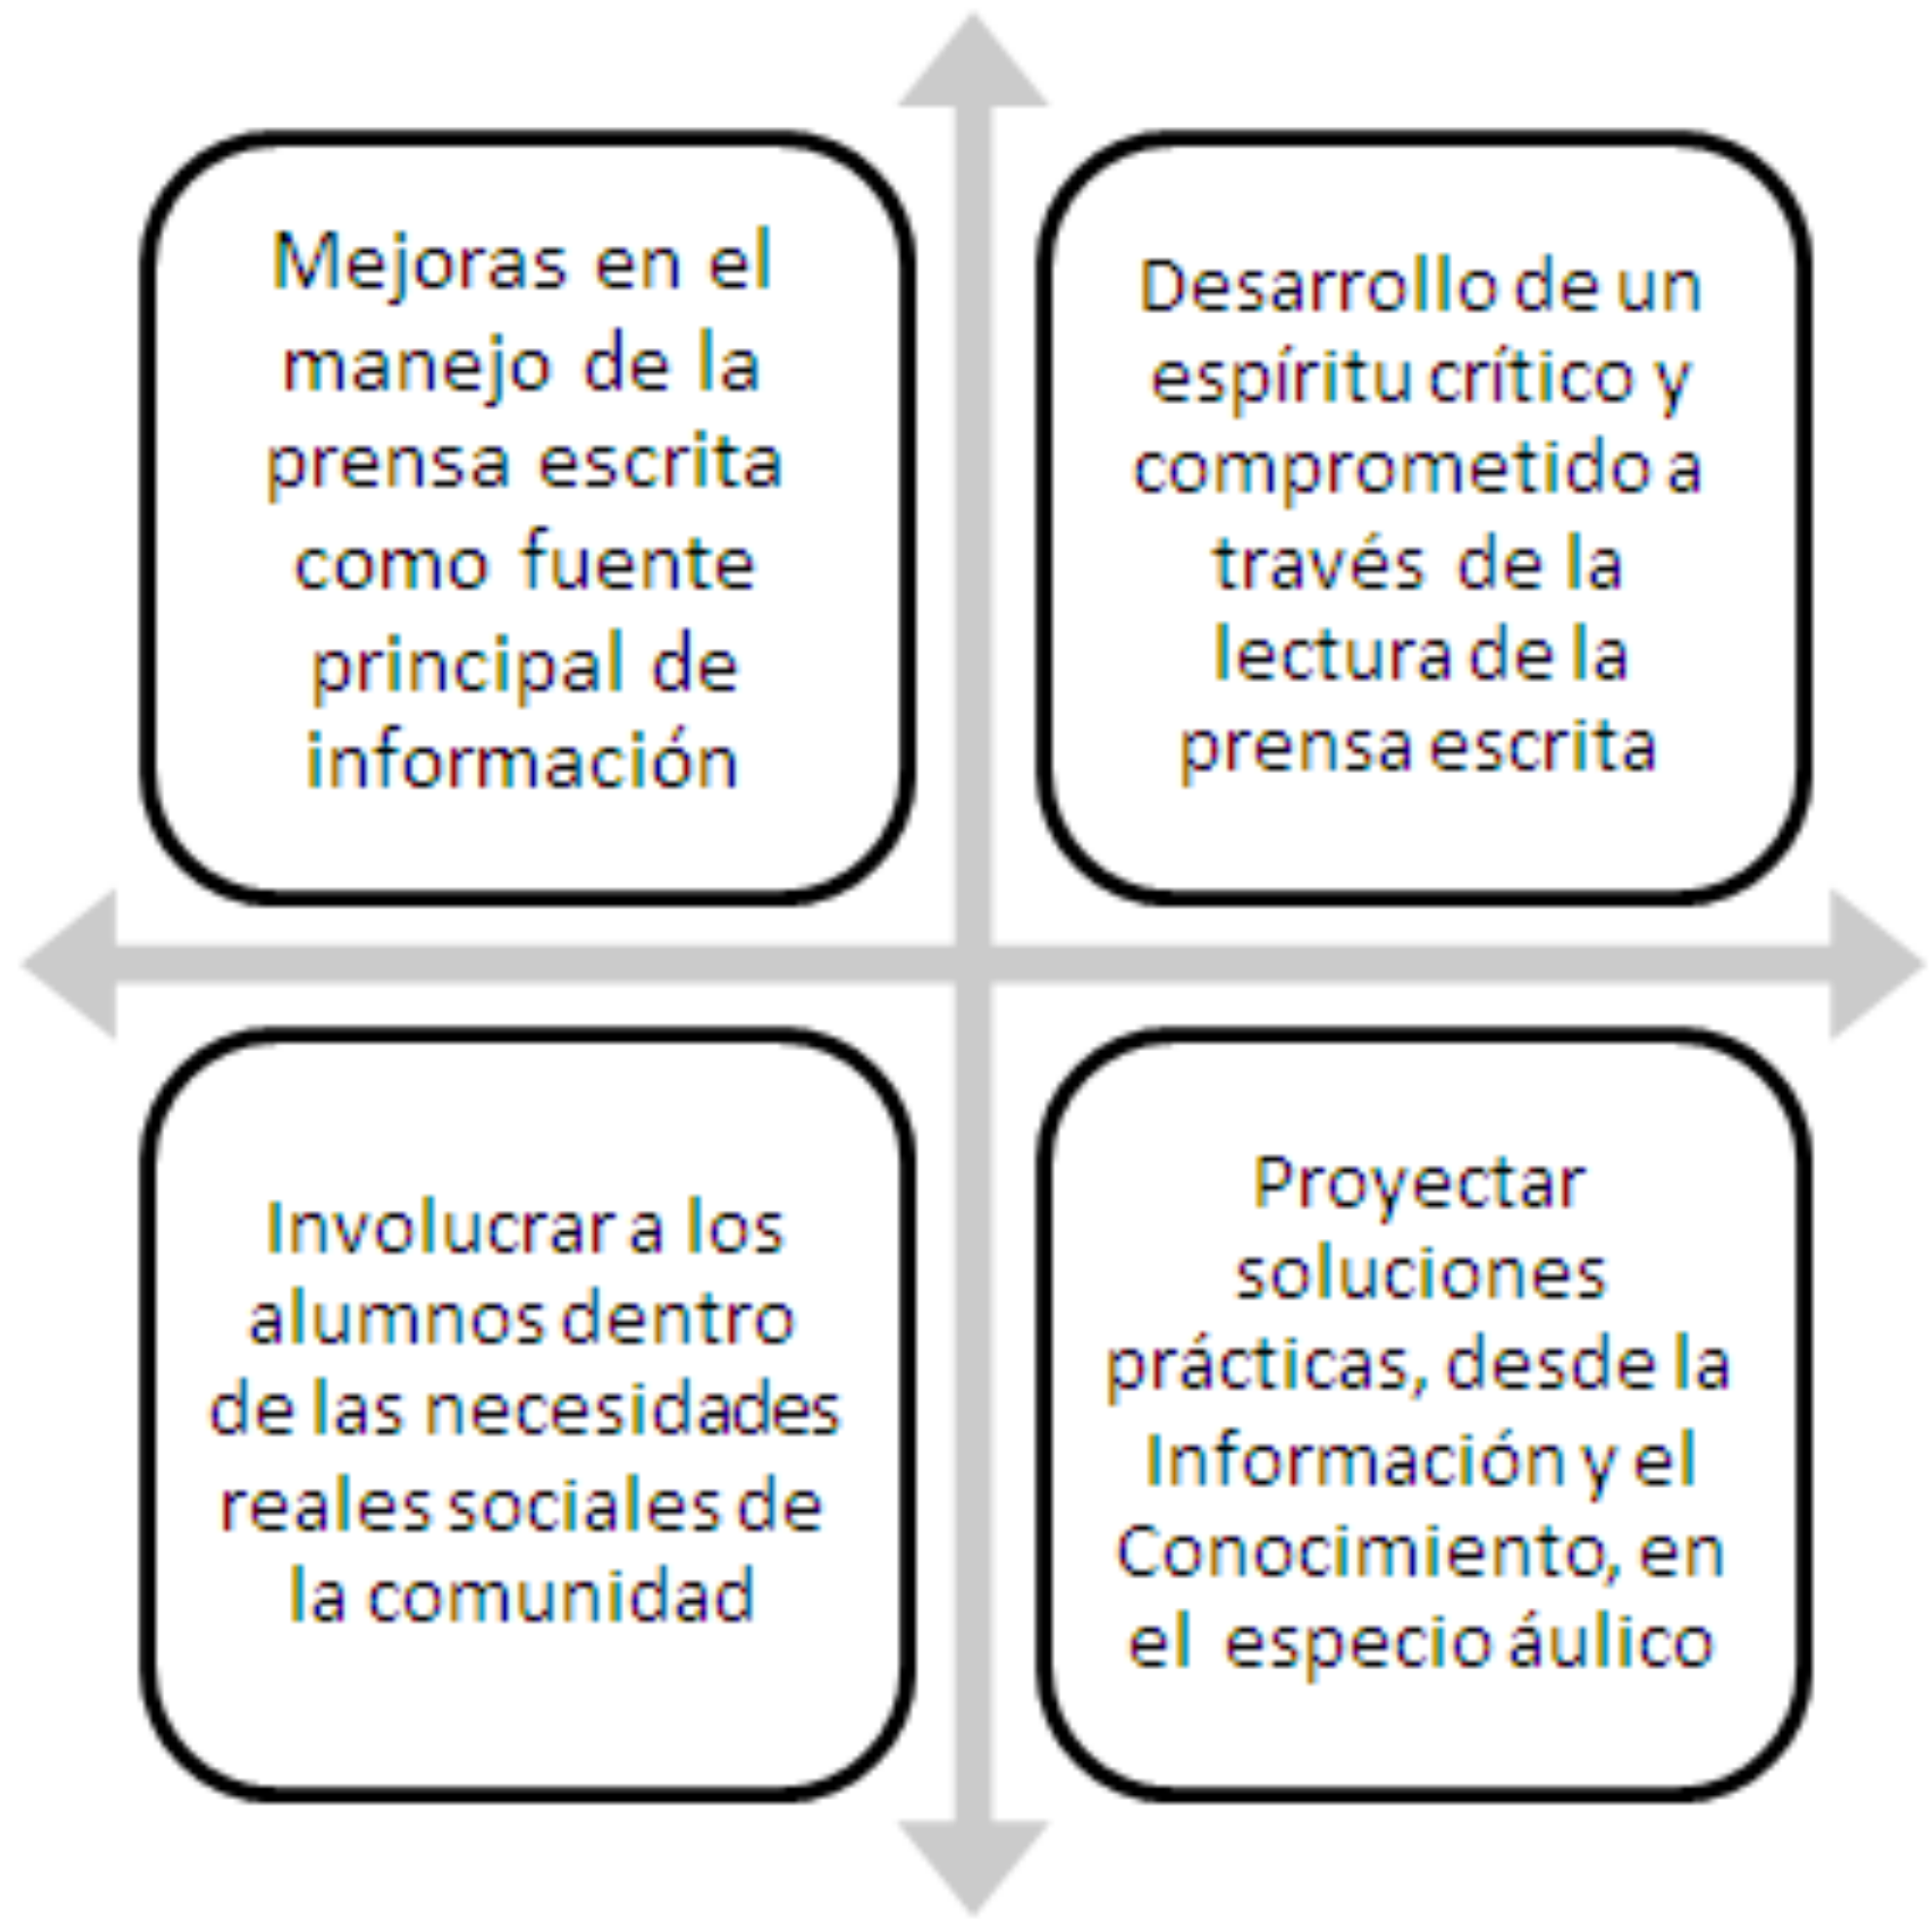 Mejoras en el
manejo de la
prensa escrita
como fuente
principal de
información
Desarrollo de un
espíritu crítico y
comprometido a
través de la
lectura de la
prensa escrita
Involucrar a los
alumnos dentro
de las necesidades
reales sociales de
la comunidad
Proyectar
soluciones
prácticas, desde la
Información y el
Conocimiento, en
el especio áulico